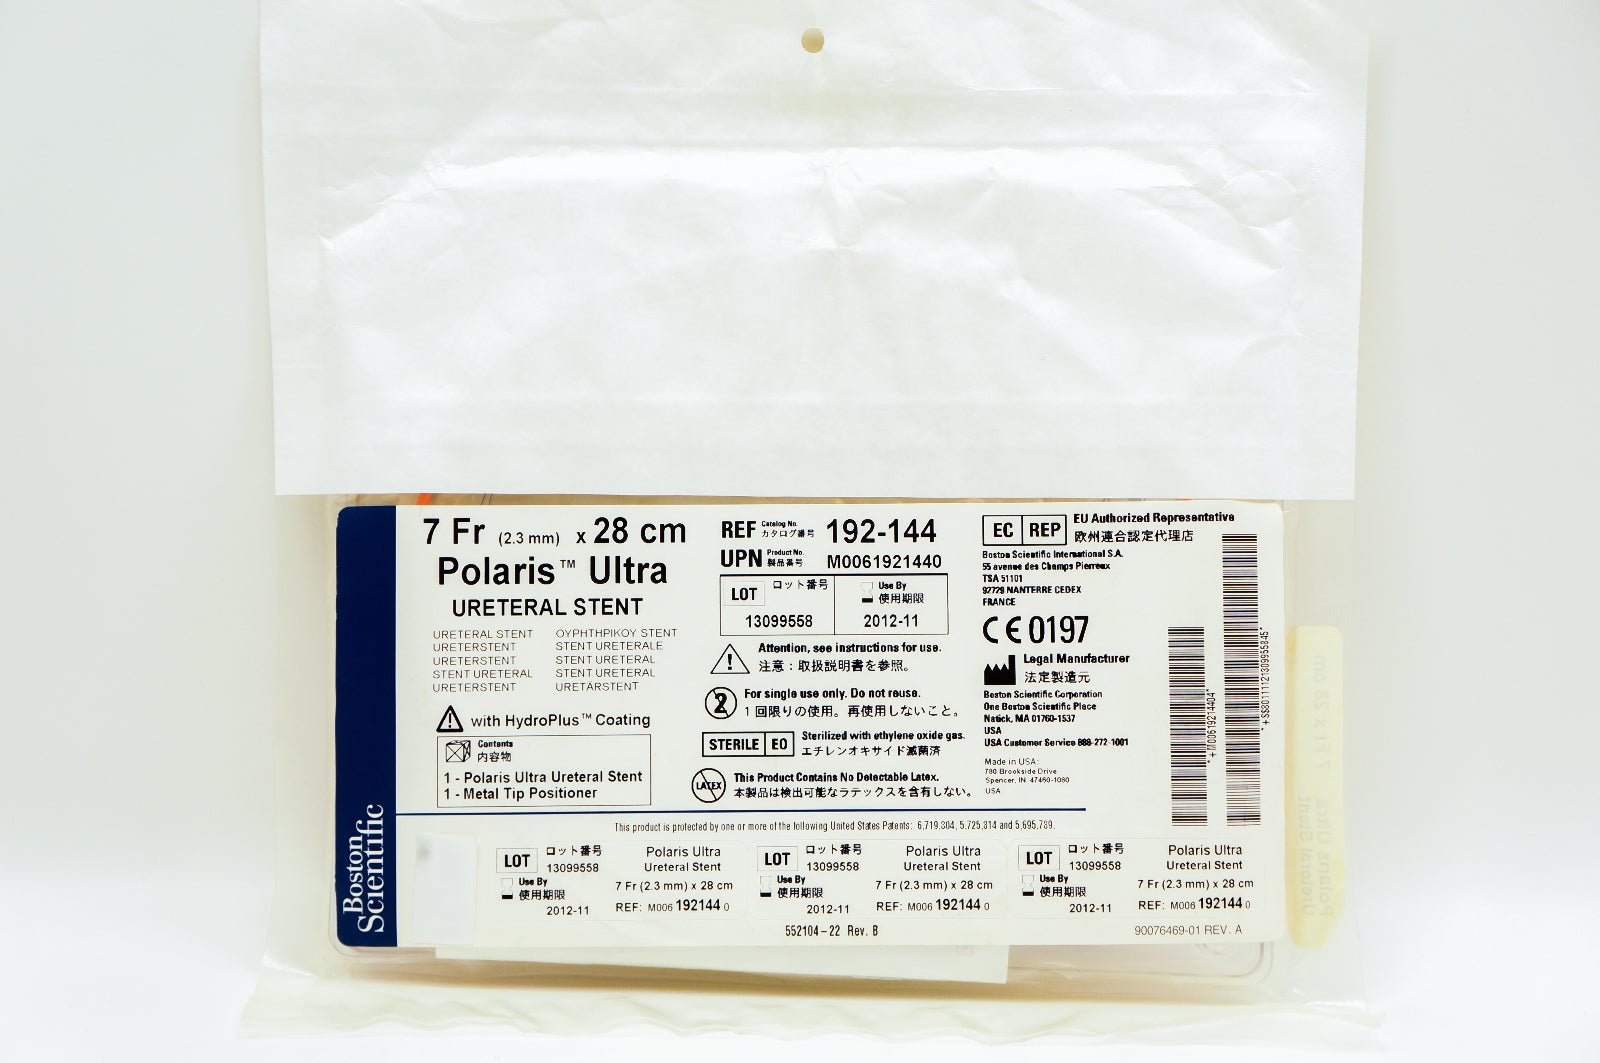 7 Fr (2.3 mm) x 28 cm
Polaris™ Ultra
URETERAL STENT
URETERAL STENT ΟΥΡΗΤΗΡΙΚΟΥ STENT
URETERSTENT STENT URETERALE
URETERSTENT STENT URETERAL
STENT URETERAL STENT URETERAL
URETERSTENT URETÄRSTENT
with HydroPlus™ Coating
Contents
内容物
1 - Polaris Ultra Ureteral Stent
1 - Metal Tip Positioner
Boston
Scientific
REF Catalog No. カタログ番号 192-144
UPN Product No. 製品番号 M0061921440
LOT ロット番号
13099558
Use By
使用期限
2012-11
Attention, see instructions for use.
注意：取扱説明書を参照。
2 For single use only. Do not reuse.
1 回限りの使用。再使用しないこと。
STERILE EO Sterilized with ethylene oxide gas.
エチレンオキサイド滅菌済
LATEX This Product Contains No Detectable Latex.
本製品は検出可能なラテックスを含有しない。
EC REP EU Authorized Representative
欧州連合認定代理店
Boston Scientific International S.A.
55 avenue des Champs Pierreux
TSA 51101
92729 NANTERRE CEDEX
FRANCE
CE 0197
Legal Manufacturer
法定製造元
Boston Scientific Corporation
One Boston Scientific Place
Natick, MA 01760-1537
USA
USA Customer Service 888-272-1001
Made in USA:
780 Brookside Drive
Spencer, IN 47460-1080
USA
*+M00619214404*
This product is protected by one or more of the following United States Patents: 6,719,804, 5,725,814 and 5,695,789.
LOT ロット番号
13099558
Use By
使用期限
2012-11
Polaris Ultra
Ureteral Stent
7 Fr (2.3 mm) x 28 cm
REF: M006 192144 0
LOT ロット番号
13099558
Use By
使用期限
2012-11
Polaris Ultra
Ureteral Stent
7 Fr (2.3 mm) x 28 cm
REF: M006 192144 0
LOT ロット番号
13099558
Use By
使用期限
2012-11
Polaris Ultra
Ureteral Stent
7 Fr (2.3 mm) x 28 cm
REF: M006 192144 0
552104-22 Rev. B
90076469-01 REV. A
Polaris Ultra 7 Fr x 28 cm
Ureteral Stent